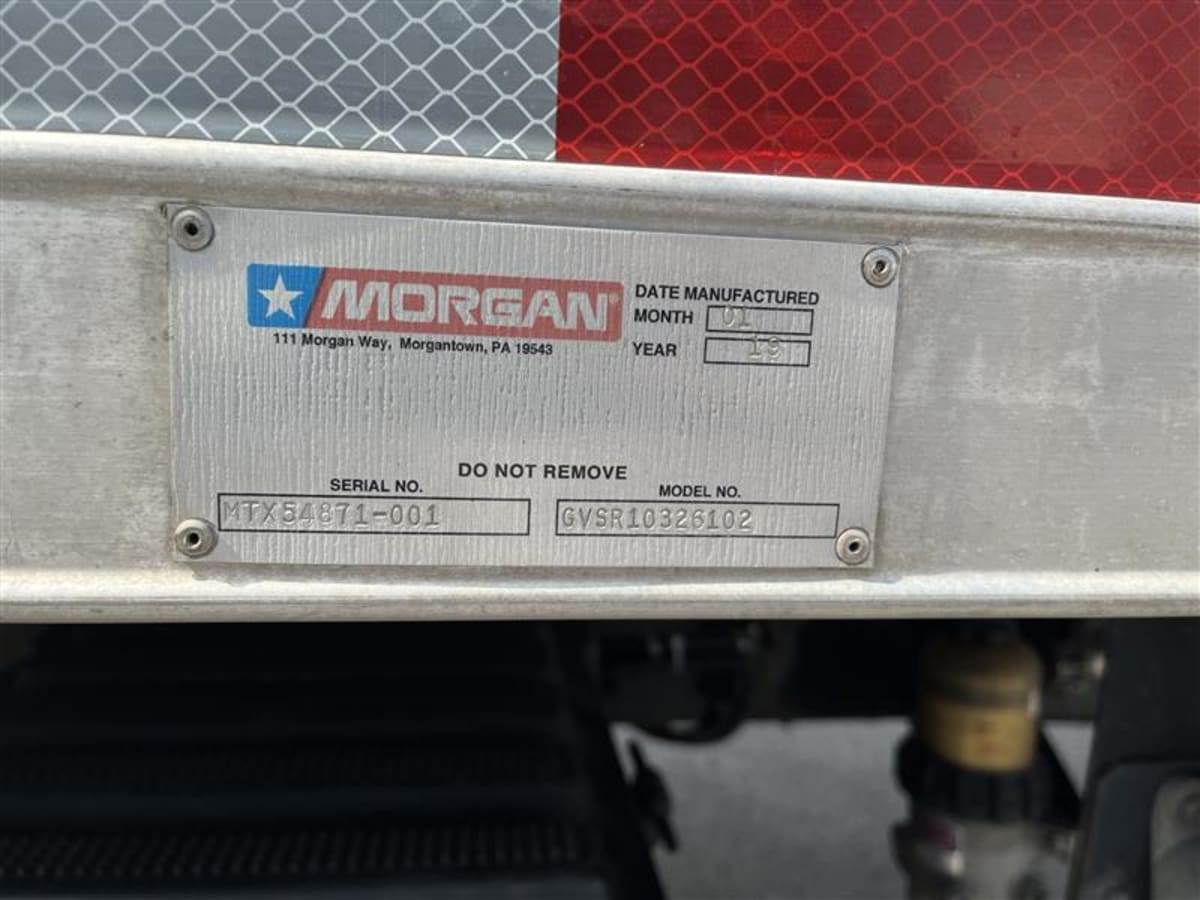 MORGAN®
111 Morgan Way, Morgantown, PA 19543
DATE MANUFACTURED
MONTH 01
YEAR 19
DO NOT REMOVE
SERIAL NO.
MTX54871-001
MODEL NO.
GVSR10326102